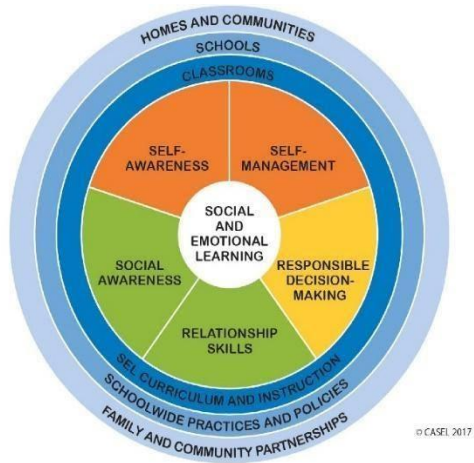 HOMES AND COMMUNITIES
SCHOOLS
CLASSROOMS
SELF-
AWARENESS
SELF-
MANAGEMENT
SOCIAL
AND
EMOTIONAL
LEARNING
SOCIAL
AWARENESS
RESPONSIBLE
DECISION-
MAKING
RELATIONSHIP
SKILLS
SEL CURRICULUM AND INSTRUCTION
SCHOOLWIDE PRACTICES AND POLICIES
FAMILY AND COMMUNITY PARTNERSHIPS
© CASEL 2017